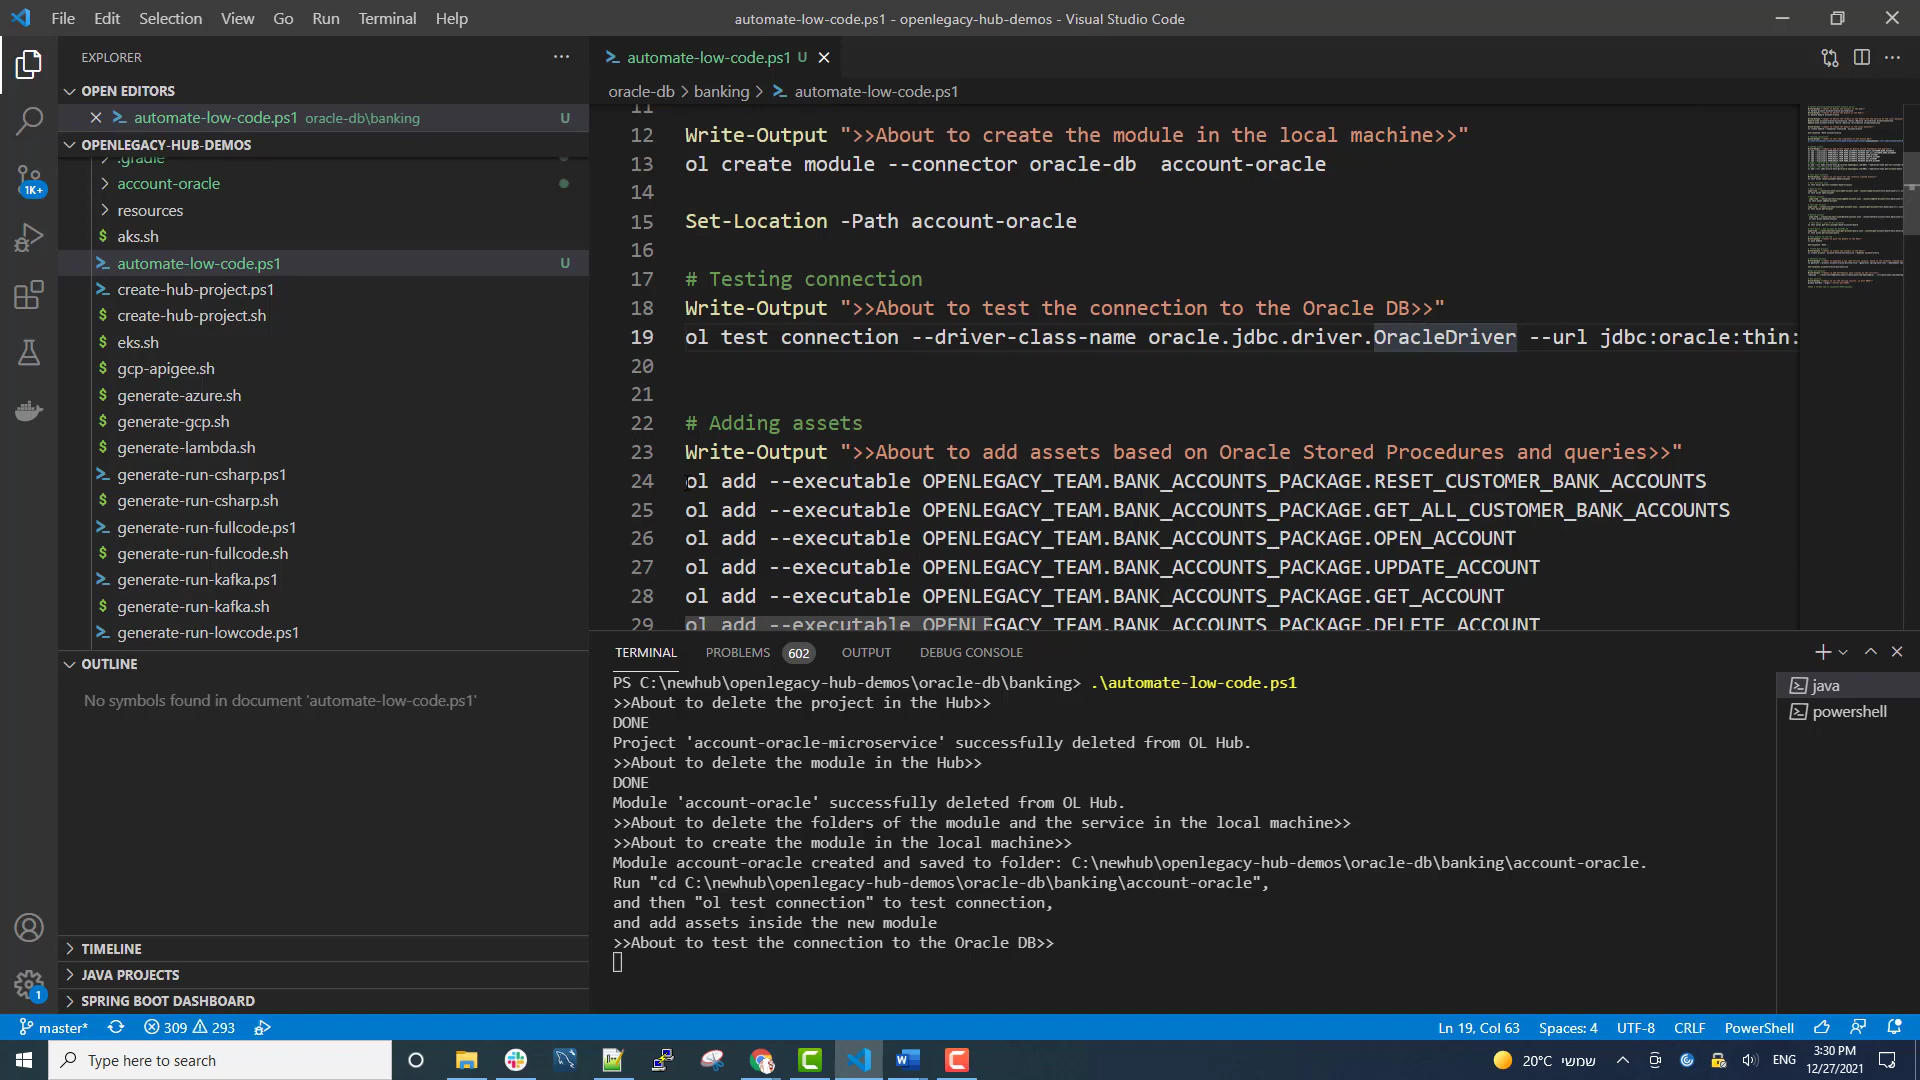 File Edit Selection View Go Run Terminal Help
automate-low-code.ps1 - openlegacy-hub-demos - Visual Studio Code
EXPLORER
OPEN EDITORS
automate-low-code.ps1 oracle-db\banking U
OPENLEGACY-HUB-DEMOS
.gradle
account-oracle
resources
aks.sh
automate-low-code.ps1 U
create-hub-project.ps1
create-hub-project.sh
eks.sh
gcp-apigee.sh
generate-azure.sh
generate-gcp.sh
generate-lambda.sh
generate-run-csharp.ps1
generate-run-csharp.sh
generate-run-fullcode.ps1
generate-run-fullcode.sh
generate-run-kafka.ps1
generate-run-kafka.sh
generate-run-lowcode.ps1
OUTLINE
No symbols found in document 'automate-low-code.ps1'
TIMELINE
JAVA PROJECTS
SPRING BOOT DASHBOARD
1K+
1
automate-low-code.ps1 U
oracle-db > banking > automate-low-code.ps1
11
12 Write-Output ">>About to create the module in the local machine>>"
13 ol create module --connector oracle-db account-oracle
14
15 Set-Location -Path account-oracle
16
17 # Testing connection
18 Write-Output ">>About to test the connection to the Oracle DB>>"
19 ol test connection --driver-class-name oracle.jdbc.driver.OracleDriver --url jdbc:oracle:thin:
20
21
22 # Adding assets
23 Write-Output ">>About to add assets based on Oracle Stored Procedures and queries>>"
24 ol add --executable OPENLEGACY_TEAM.BANK_ACCOUNTS_PACKAGE.RESET_CUSTOMER_BANK_ACCOUNTS
25 ol add --executable OPENLEGACY_TEAM.BANK_ACCOUNTS_PACKAGE.GET_ALL_CUSTOMER_BANK_ACCOUNTS
26 ol add --executable OPENLEGACY_TEAM.BANK_ACCOUNTS_PACKAGE.OPEN_ACCOUNT
27 ol add --executable OPENLEGACY_TEAM.BANK_ACCOUNTS_PACKAGE.UPDATE_ACCOUNT
28 ol add --executable OPENLEGACY_TEAM.BANK_ACCOUNTS_PACKAGE.GET_ACCOUNT
29 ol add --executable OPENLEGACY_TEAM.BANK_ACCOUNTS_PACKAGE.DELETE_ACCOUNT
TERMINAL PROBLEMS 602 OUTPUT DEBUG CONSOLE
PS C:\newhub\openlegacy-hub-demos\oracle-db\banking> .\automate-low-code.ps1
>>About to delete the project in the Hub>>
DONE
Project 'account-oracle-microservice' successfully deleted from OL Hub.
>>About to delete the module in the Hub>>
DONE
Module 'account-oracle' successfully deleted from OL Hub.
>>About to delete the folders of the module and the service in the local machine>>
>>About to create the module in the local machine>>
Module account-oracle created and saved to folder: C:\newhub\openlegacy-hub-demos\oracle-db\banking\account-oracle.
Run "cd C:\newhub\openlegacy-hub-demos\oracle-db\banking\account-oracle",
and then "ol test connection" to test connection,
and add assets inside the new module
>>About to test the connection to the Oracle DB>>
java
powershell
master* 309 293
Ln 19, Col 63 Spaces: 4 UTF-8 CRLF PowerShell
Type here to search
20°C שמשי ENG
3:30 PM
12/27/2021